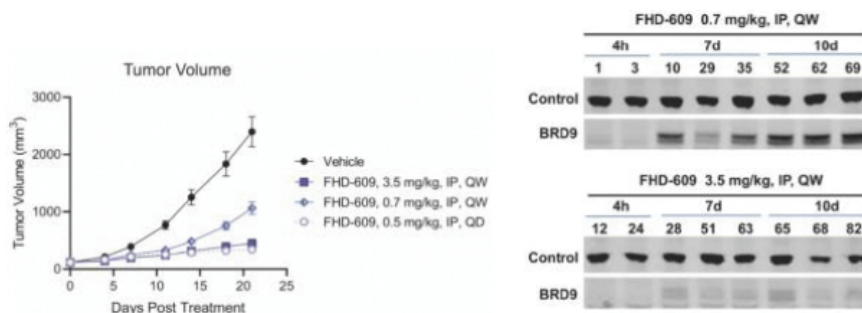 Tumor Volume
Tumor Volume (mm³)
3000
2000
1000
0
0 5 10 15 20 25
Days Post Treatment
Vehicle
FHD-609, 3.5 mg/kg, IP, QW
FHD-609, 0.7 mg/kg, IP, QW
FHD-609, 0.5 mg/kg, IP, QD
FHD-609 0.7 mg/kg, IP, QW
4h 7d 10d
1 3 10 29 35 52 62 69
Control
BRD9
FHD-609 3.5 mg/kg, IP, QW
4h 7d 10d
12 24 28 51 63 65 68 82
Control
BRD9